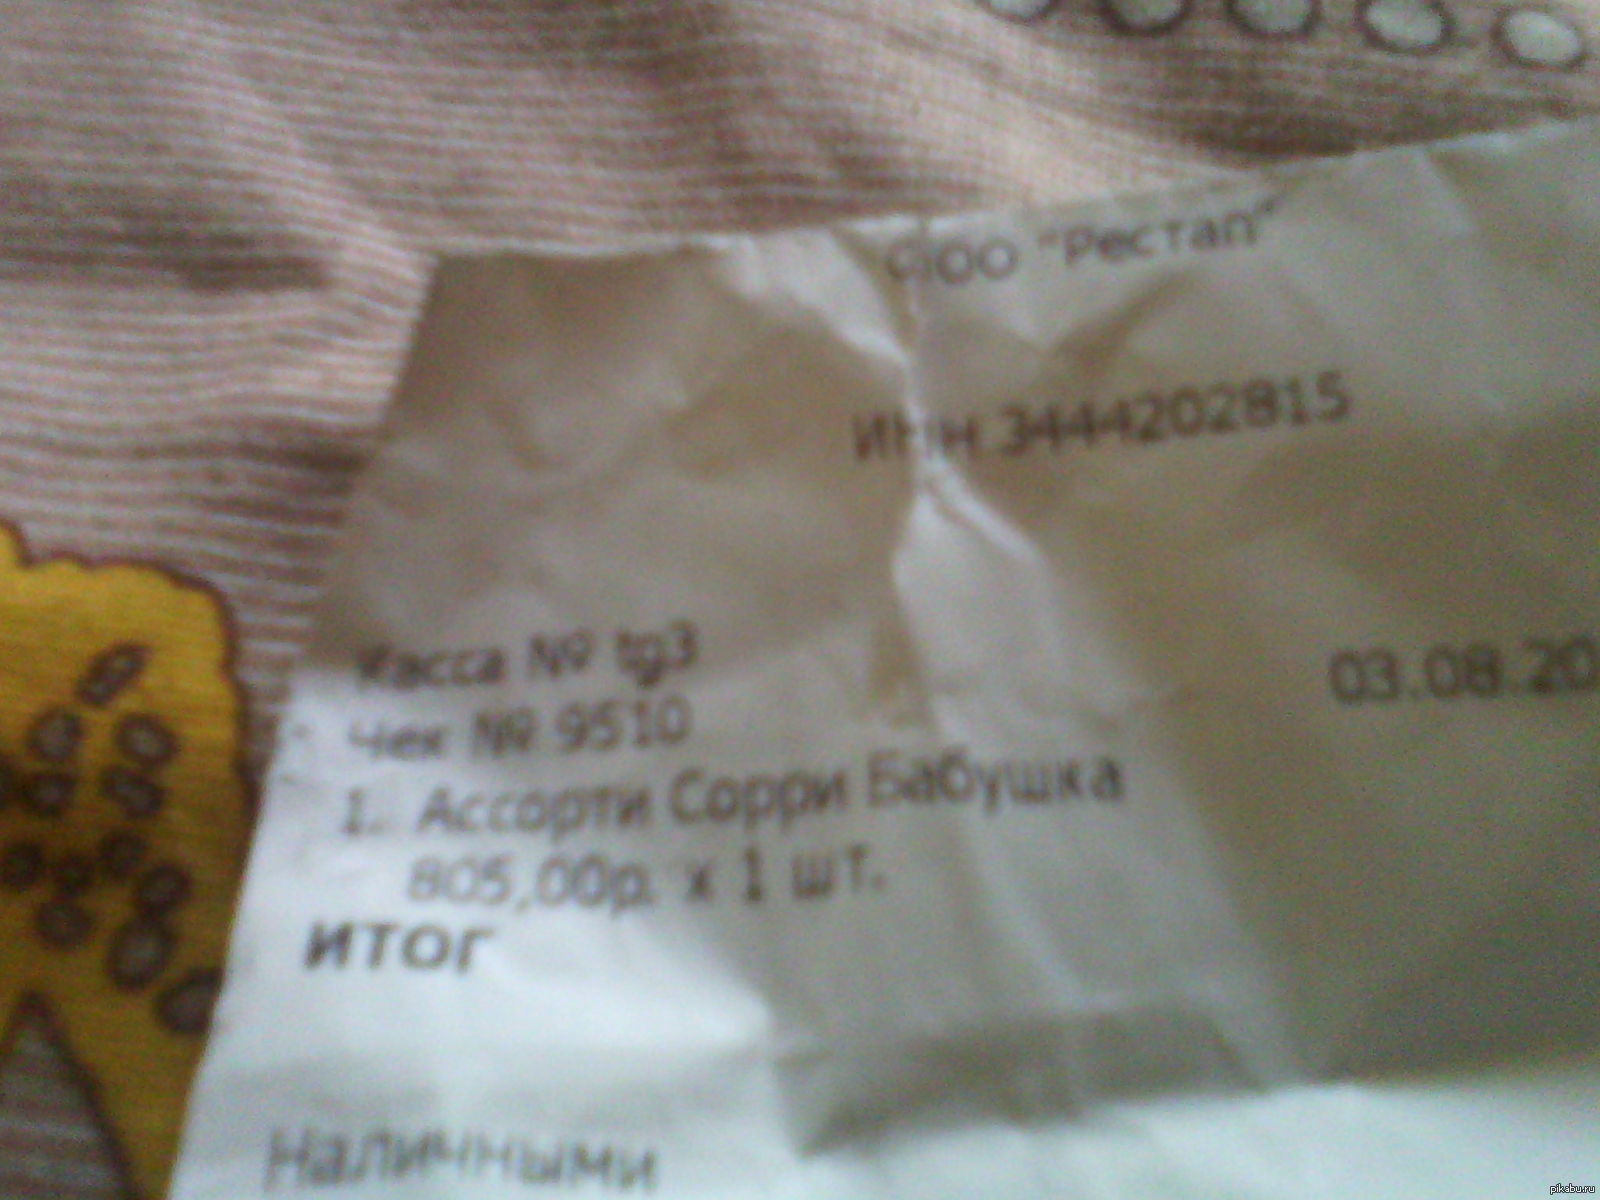 ООО "Рестап"
ИНН 3444202815
Касса № tg3
03.08.20
Чек № 9510
1. Ассорти Сорри Бабушка
805,00р. x 1 шт.
ИТОГ
Наличными
pikabu.ru